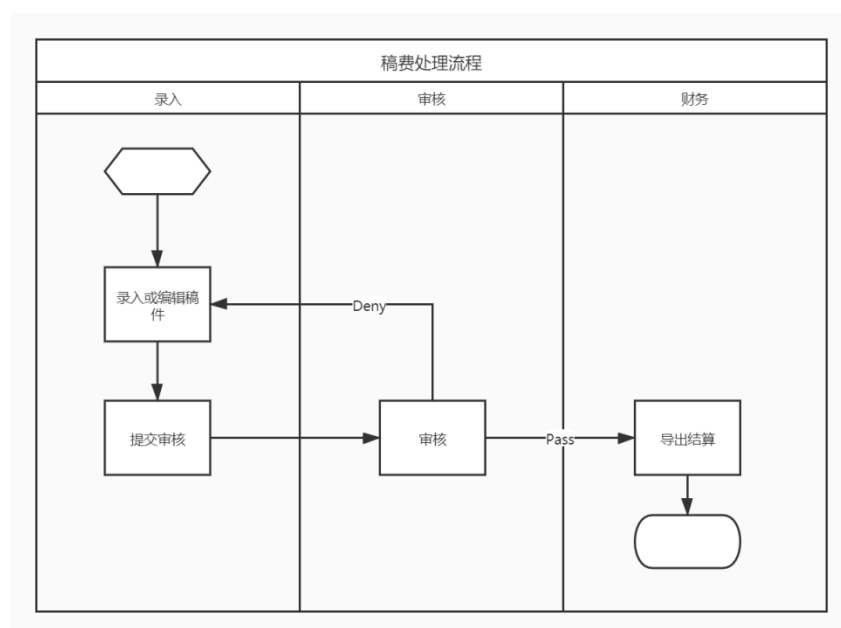 稿费处理流程
录入
审核
财务
录入或编辑稿
件
Deny
提交审核
审核
Pass
导出结算